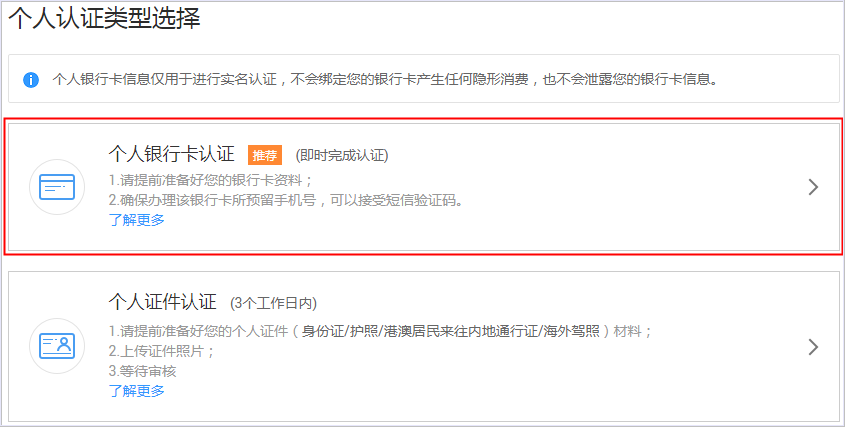 个人认证类型选择
个人银行卡信息仅用于进行实名认证，不会绑定您的银行卡产生任何隐形消费，也不会泄露您的银行卡信息。
个人银行卡认证 推荐 (即时完成认证)
1.请提前准备好您的银行卡资料；
2.确保办理该银行卡所预留手机号，可以接受短信验证码。
了解更多
个人证件认证 (3个工作日内)
1.请提前准备好您的个人证件（身份证/护照/港澳居民来往内地通行证/海外驾照）材料；
2.上传证件照片；
3.等待审核
了解更多